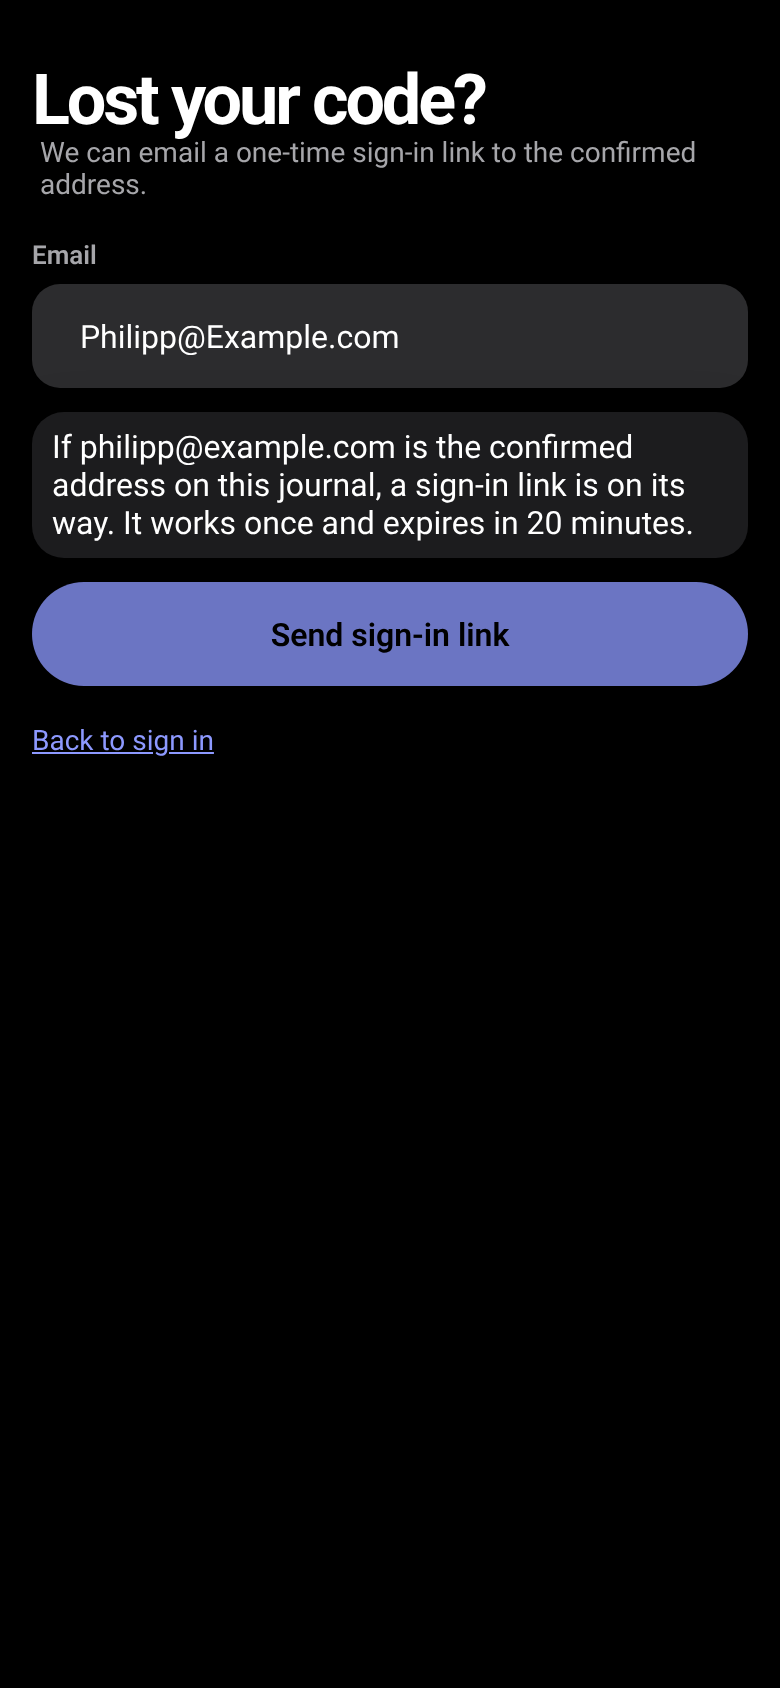 Lost your code?
We can email a one-time sign-in link to the confirmed
address.
Email
Philipp@Example.com
If philipp@example.com is the confirmed
address on this journal, a sign-in link is on its
way. It works once and expires in 20 minutes.
Send sign-in link
Back to sign in